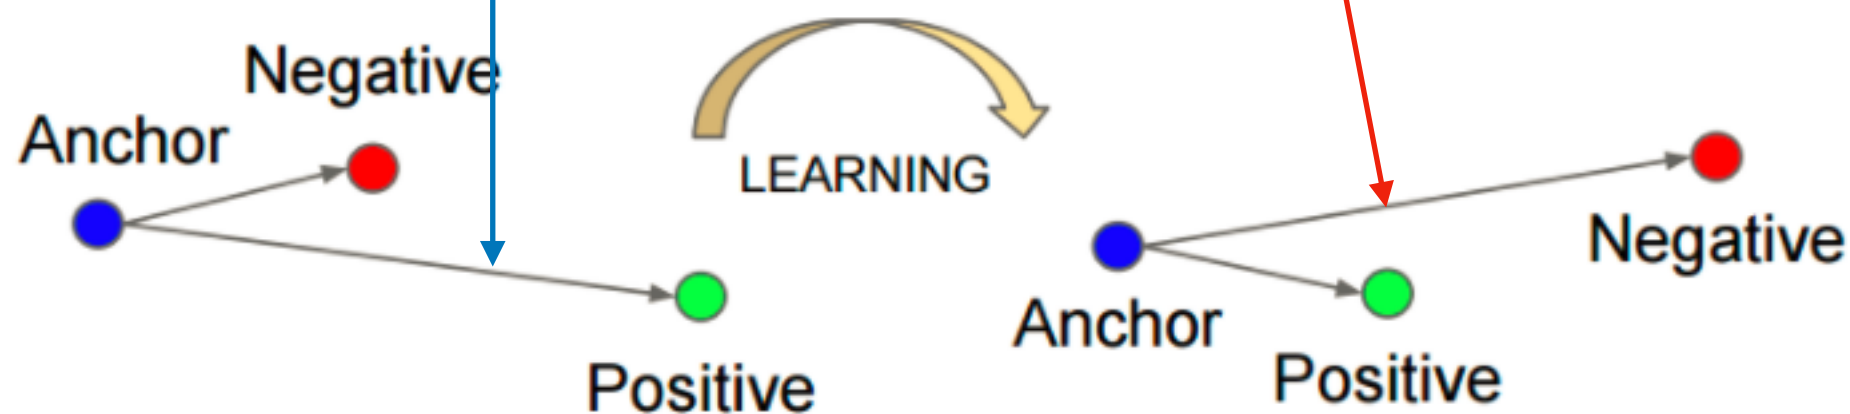 Negative
Anchor
Positive
LEARNING
Anchor
Positive
Negative